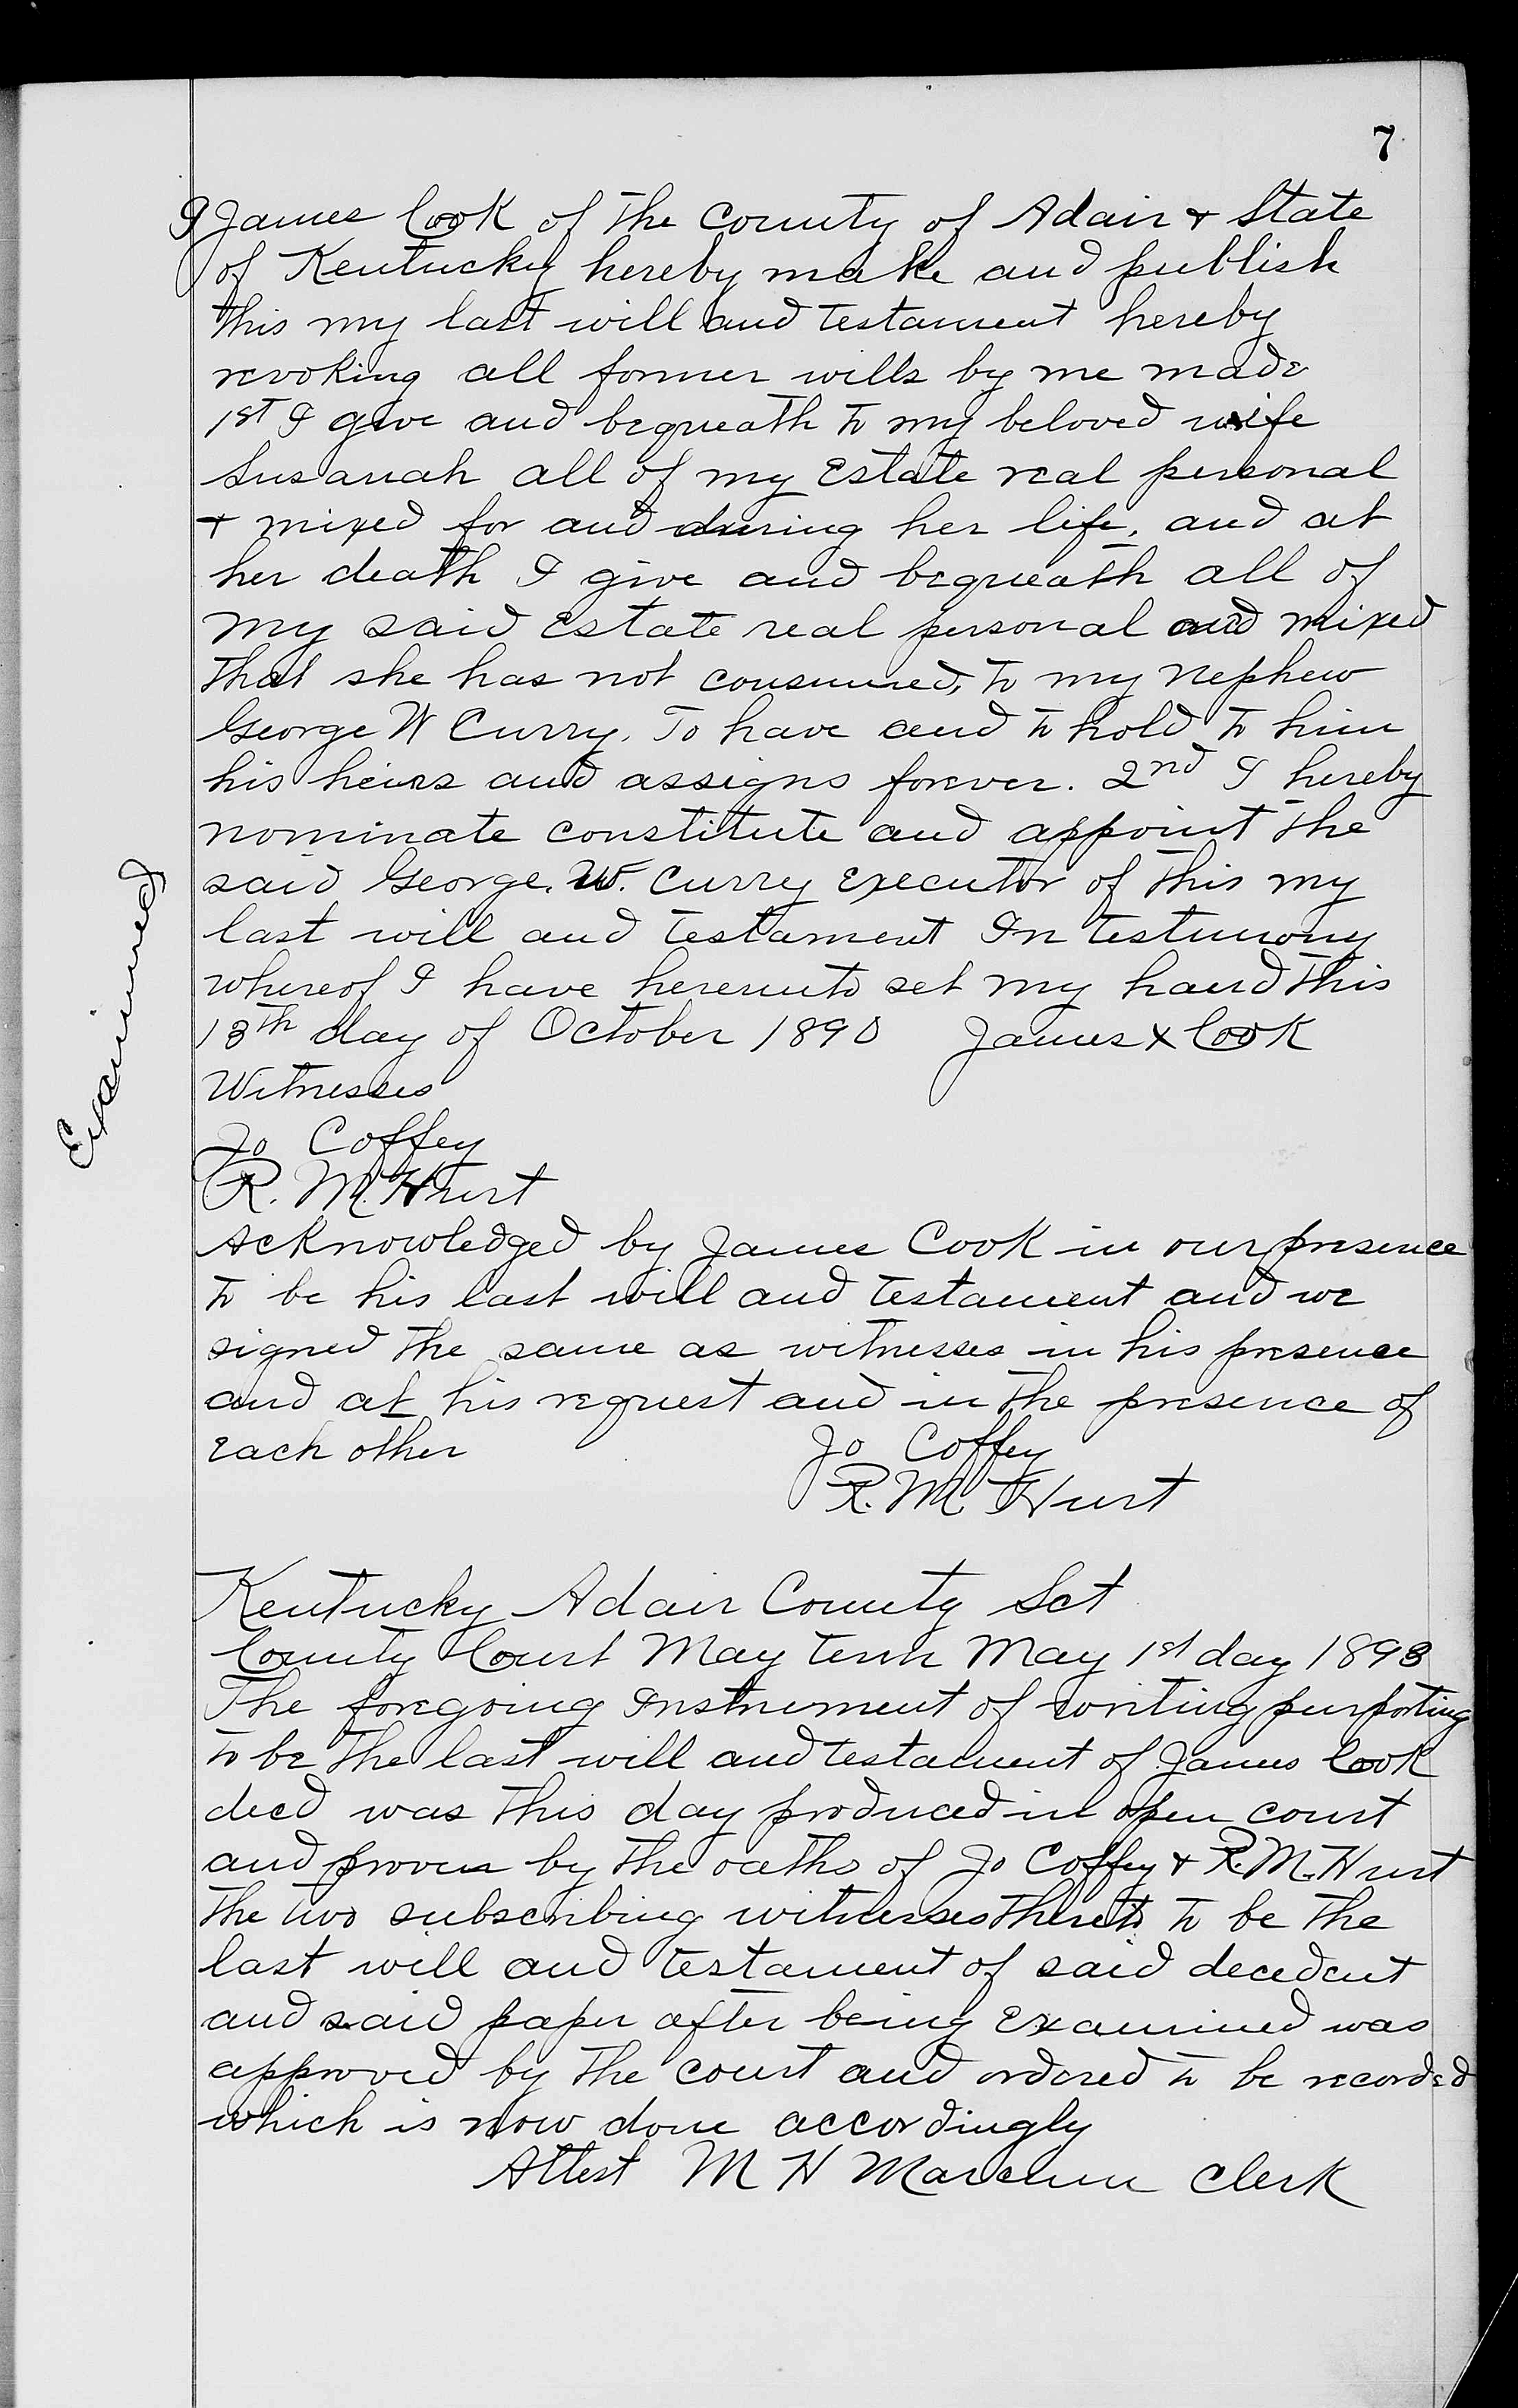 7
I James Cook of the County of Adair & State
of Kentucky hereby make and publish
this my last will and testament hereby
revoking all former wills by me made
1st I give and bequeath to my beloved wife
Susanah all of my Estate real personal
& mixed for and during her life, and at
her death I give and bequeath all of
my said Estate real personal and mixed
that she has not consumed, to my nephew
George W Curry. To have and to hold to him
his heirs and assigns forever. 2nd I hereby
nominate constitute and appoint the
said George. W. Curry Executor of this my
last will and testament In testimony
whereof I have hereunto set my hand this
13th day of October 1890 James X Cook
Witnesses
Jo Coffey
R. M. Hurt
Acknowledged by James Cook in our presence
to be his last will and testament and we
signed the same as witnesses in his presence
and at his request and in the presence of
each other Jo Coffey
R. M. Hurt
Kentucky Adair County Sct
County Court May term May 1st day 1893
The foregoing Instrument of writing purporting
to be the last will and testament of James Cook
decd was this day produced in open court
and proven by the oaths of Jo Coffey & R. M. Hurt
the two subscribing witnesses thereto to be the
last will and testament of said decedent
and said paper after being Examined was
approved by the court and ordered to be recorded
which is now done accordingly
Attest M H Marcum Clerk
Examined